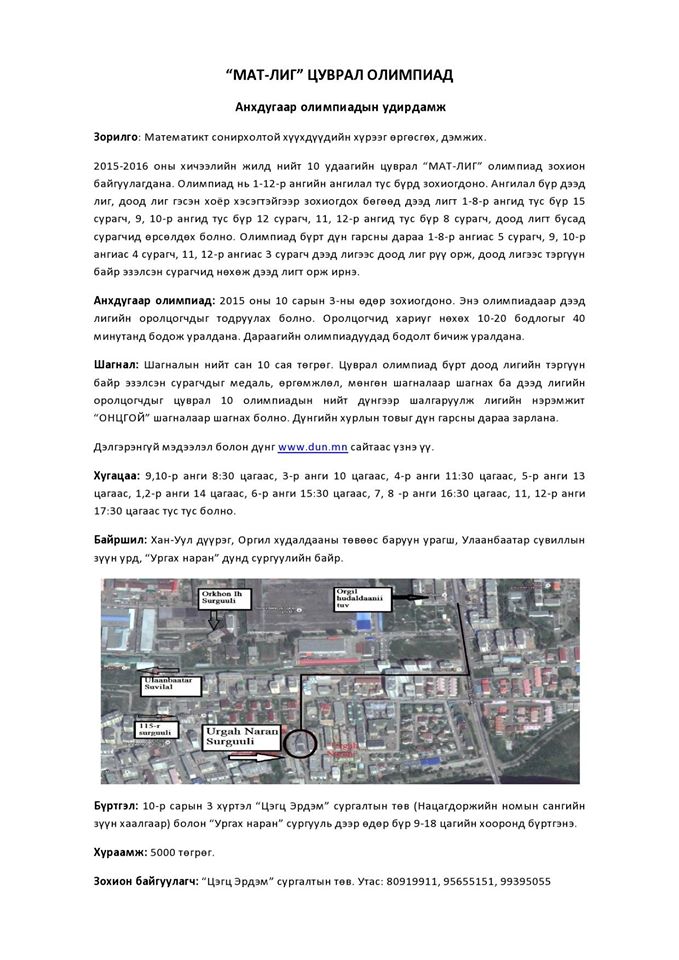 “МАТ-ЛИГ” ЦУВРАЛ ОЛИМПИАД
Анхдугаар олимпиадын удирдамж
Зорилго: Математикт сонирхолтой хүүхдүүдийн хүрээг өргөсгөх, дэмжих.
2015-2016 оны хичээлийн жилд нийт 10 удаагийн цуврал “МАТ-ЛИГ” олимпиад зохион
байгуулагдана. Олимпиад нь 1-12-р ангийн ангилал тус бүрд зохиогдоно. Ангилал бүр дээд
лиг, доод лиг гэсэн хоёр хэсэгтэйгээр зохиогдох бөгөөд дээд лигт 1-8-р ангид тус бүр 15
сурагч, 9, 10-р ангид тус бүр 12 сурагч, 11, 12-р ангид тус бүр 8 сурагч, доод лигт бусад
сурагчид өрсөлдөх болно. Олимпиад бүрт дүн гарсны дараа 1-8-р ангиас 5 сурагч, 9, 10-р
ангиас 4 сурагч, 11, 12-р ангиас 3 сурагч дээд лигээс доод лиг рүү орж, доод лигээс тэргүүн
байр эзэлсэн сурагчид нөхөж дээд лигт орж ирнэ.
Анхдугаар олимпиад: 2015 оны 10 сарын 3-ны өдөр зохиогдоно. Энэ олимпиадаар дээд
лигийн оролцогчдыг тодруулах болно. Оролцогчид хариуг нөхөх 10-20 бодлогыг 40
минутанд бодож уралдана. Дараагийн олимпиадуудад бодолт бичиж уралдана.
Шагнал: Шагналын нийт сан 10 сая төгрөг. Цуврал олимпиад бүрт доод лигийн тэргүүн
байр эзэлсэн сурагчдыг медаль, өргөмжлөл, мөнгөн шагналаар шагнах ба дээд лигийн
оролцогчдыг цуврал 10 олимпиадын нийт дүнгээр шалгаруулж лигийн нэрэмжит
“ОНЦГОЙ” шагналаар шагнах болно. Дүнгийн хурлын товыг дүн гарсны дараа зарлана.
Дэлгэрэнгүй мэдээлэл болон дүнг www.dun.mn сайтаас үзнэ үү.
Хугацаа: 9,10-р анги 8:30 цагаас, 3-р анги 10 цагаас, 4-р анги 11:30 цагаас, 5-р анги 13
цагаас, 1,2-р анги 14 цагаас, 6-р анги 15:30 цагаас, 7, 8 -р анги 16:30 цагаас, 11, 12-р анги
17:30 цагаас тус тус болно.
Байршил: Хан-Уул дүүрэг, Оргил худалдааны төвөөс баруун урагш, Улаанбаатар сувиллын
зүүн урд, “Ургах наран” дунд сургуулийн байр.
Orkhon Ih
Surguuli
Orgil
hudaldaanii
tuv
Ulaanbaatar
Suvilal
115-r
surguuli
Urgah Naran
Surguuli
Urgah
Naran
Бүртгэл: 10-р сарын 3 хүртэл “Цэгц Эрдэм” сургалтын төв (Нацагдоржийн номын сангийн
зүүн хаалгаар) болон “Ургах наран” сургууль дээр өдөр бүр 9-18 цагийн хооронд бүртгэнэ.
Хураамж: 5000 төгрөг.
Зохион байгуулагч: “Цэгц Эрдэм” сургалтын төв. Утас: 80919911, 95655151, 99395055